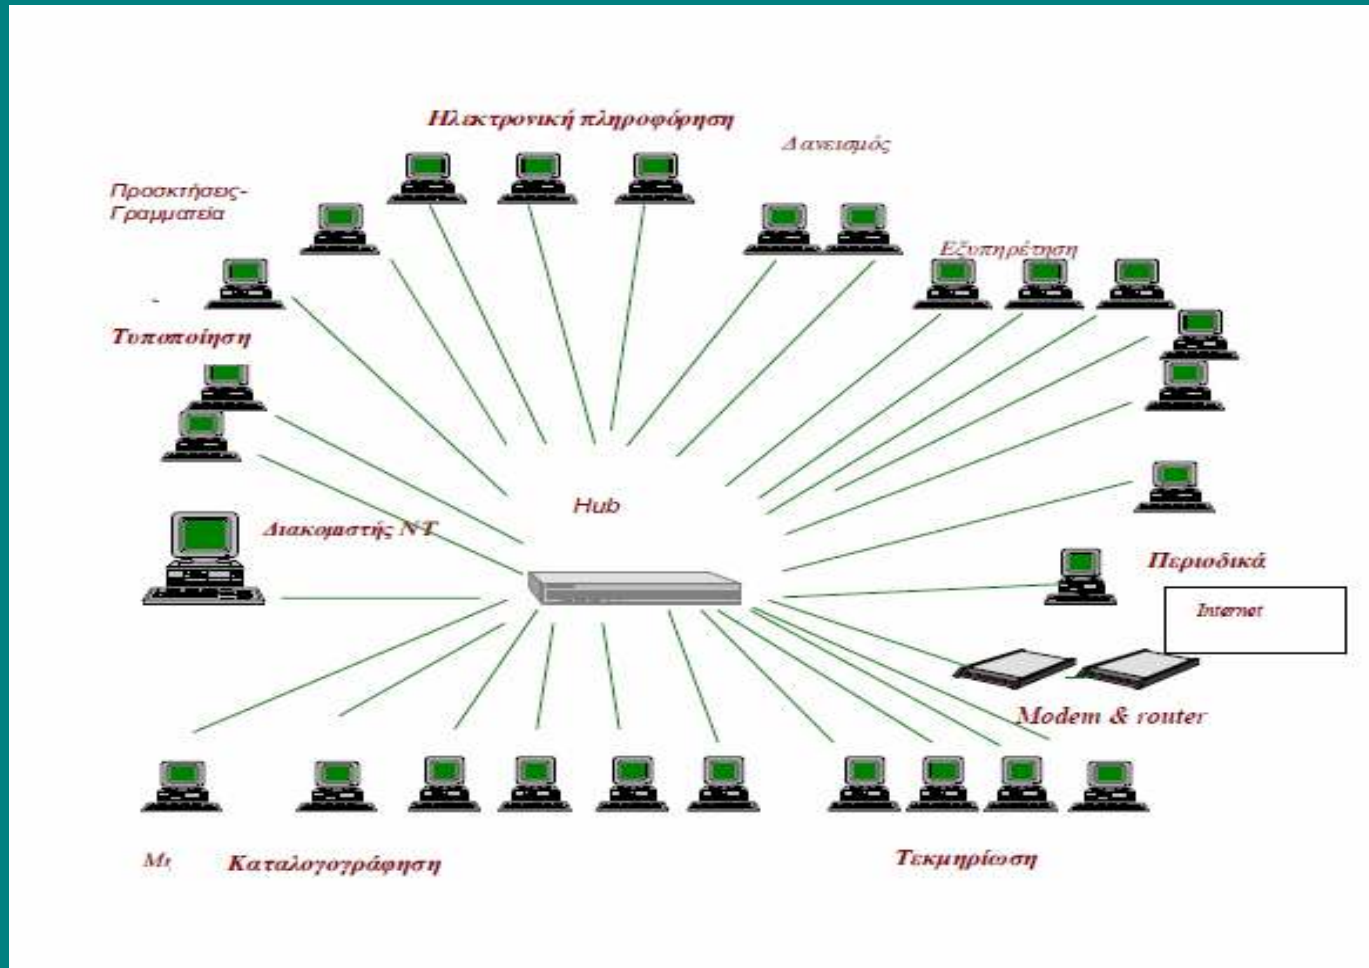 Ηλεκτρονική πληροφόρηση
Δανεισμός
Προσκτήσεις-
Γραμματεία
Εξυπηρέτηση
-
Τυποποίηση
Hub
Διακομιστής NT
Περιοδικά
Internet
Modem & router
Καταλογογράφηση
Τεκμηρίωση